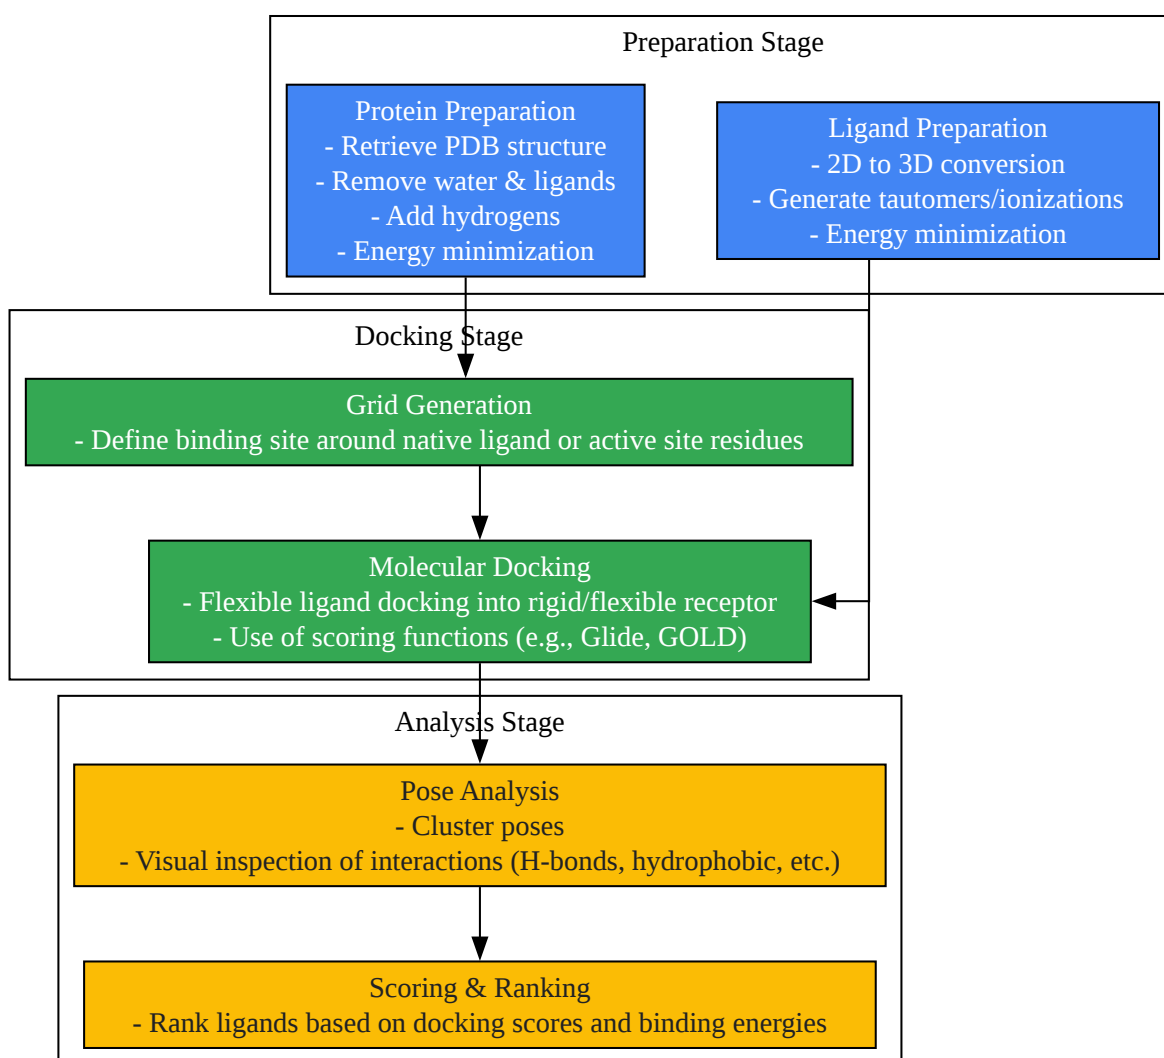 Preparation Stage
Protein Preparation
- Retrieve PDB structure
- Remove water & ligands
- Add hydrogens
- Energy minimization
Ligand Preparation
- 2D to 3D conversion
- Generate tautomers/ionizations
- Energy minimization
Docking Stage
Grid Generation
- Define binding site around native ligand or active site residues
Molecular Docking
- Flexible ligand docking into rigid/flexible receptor
- Use of scoring functions (e.g., Glide, GOLD)
Analysis Stage
Pose Analysis
- Cluster poses
- Visual inspection of interactions (H-bonds, hydrophobic, etc.)
Scoring & Ranking
- Rank ligands based on docking scores and binding energies